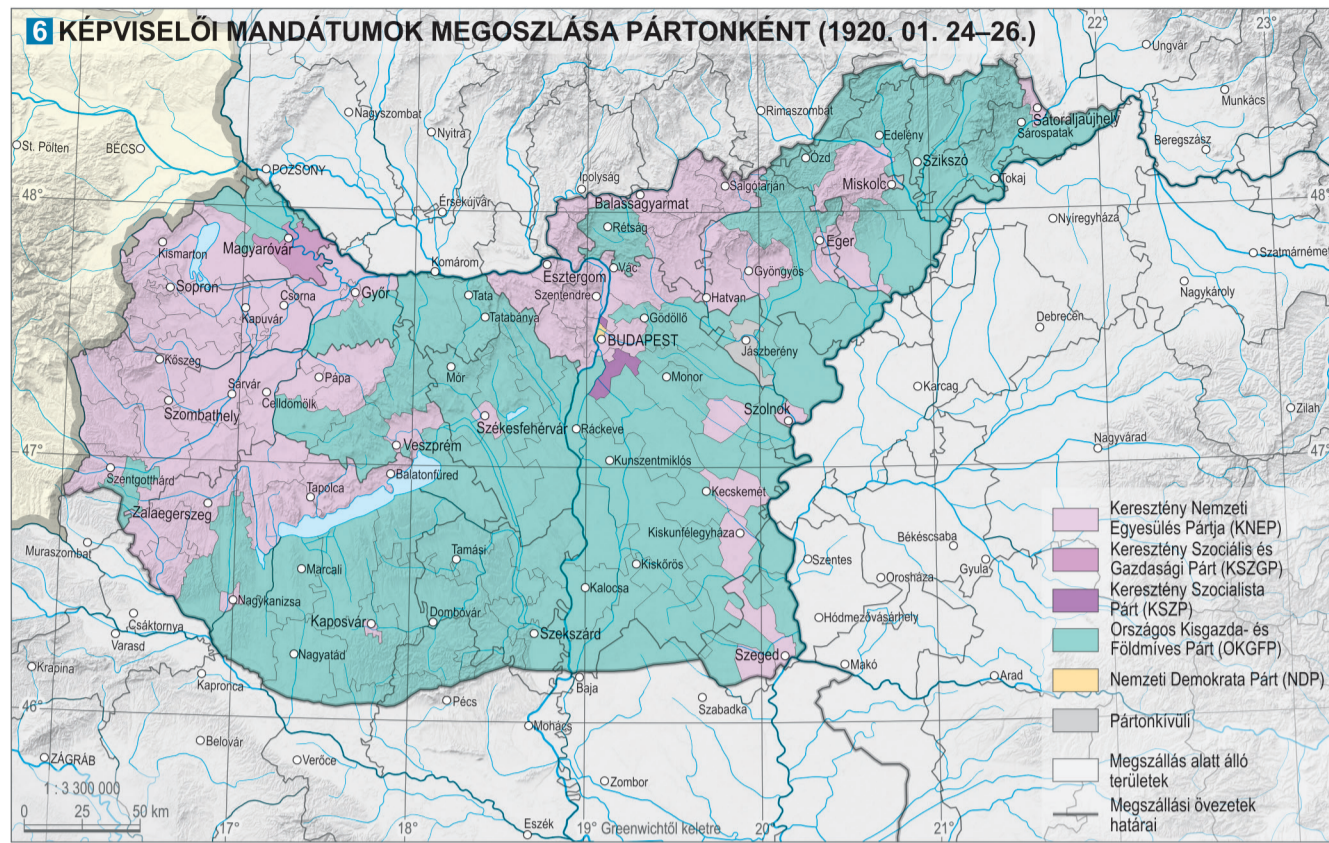 6 KÉPVISELŐI MANDÁTUMOK MEGOSZLÁSA PÁRTONKÉNT (1920. 01. 24–26.)
22°
23°
Ungvár
Munkács
Nagyszombat
Rimaszombat
Sátoraljaújhely
Sárospatak
Nyitra
Edelény
Beregszász
St. Pölten
BÉCS
POZSONY
Ózd
Szikszó
Tokaj
48°
Ipolyság
Salgótarján
Miskolc
48°
Érsekújvár
Balassagyarmat
Nyíregyháza
Rétság
Magyaróvár
Eger
Kismarton
Szatmárnémeti
Komárom
Esztergom
Vác
Gyöngyös
Sopron
Csorna
Győr
Tata
Szentendre
Hatvan
Nagykároly
Kapuvár
Tatabánya
Gödöllő
Debrecen
BUDAPEST
Jászberény
Kőszeg
Pápa
Mór
Monor
Karcag
Sárvár
Celldömölk
Szombathely
Székesfehérvár
Szolnok
Zilah
Ráckeve
47°
Veszprém
Nagyvárad
47°
Kunszentmiklós
Szentgotthárd
Balatonfüred
Tapolca
Kecskemét
Zalaegerszeg
Kiskunfélegyháza
Muraszombat
Tamási
Szentes
Békéscsaba
Gyula
Marcali
Kiskőrös
Orosháza
Nagykanizsa
Kalocsa
Csáktornya
Kaposvár
Dombóvár
Hódmezővásárhely
Varasd
Szekszárd
Nagyatád
Szeged
Makó
Krapina
Kapronca
Baja
Arad
46°
Pécs
Szabadka
Mohács
Belovár
ZÁGRÁB
Verőce
Zombor
1 : 3 300 000
0 25 50 km
Eszék
17°
18°
19° Greenwichtől keletre
20°
21°
Keresztény Nemzeti
Egyesülés Pártja (KNEP)
Keresztény Szociális és
Gazdasági Párt (KSZGP)
Keresztény Szocialista
Párt (KSZP)
Országos Kisgazda- és
Földmíves Párt (OKGFP)
Nemzeti Demokrata Párt (NDP)
Pártonkívüli
Megszállás alatt álló
területek
Megszállási övezetek
határai